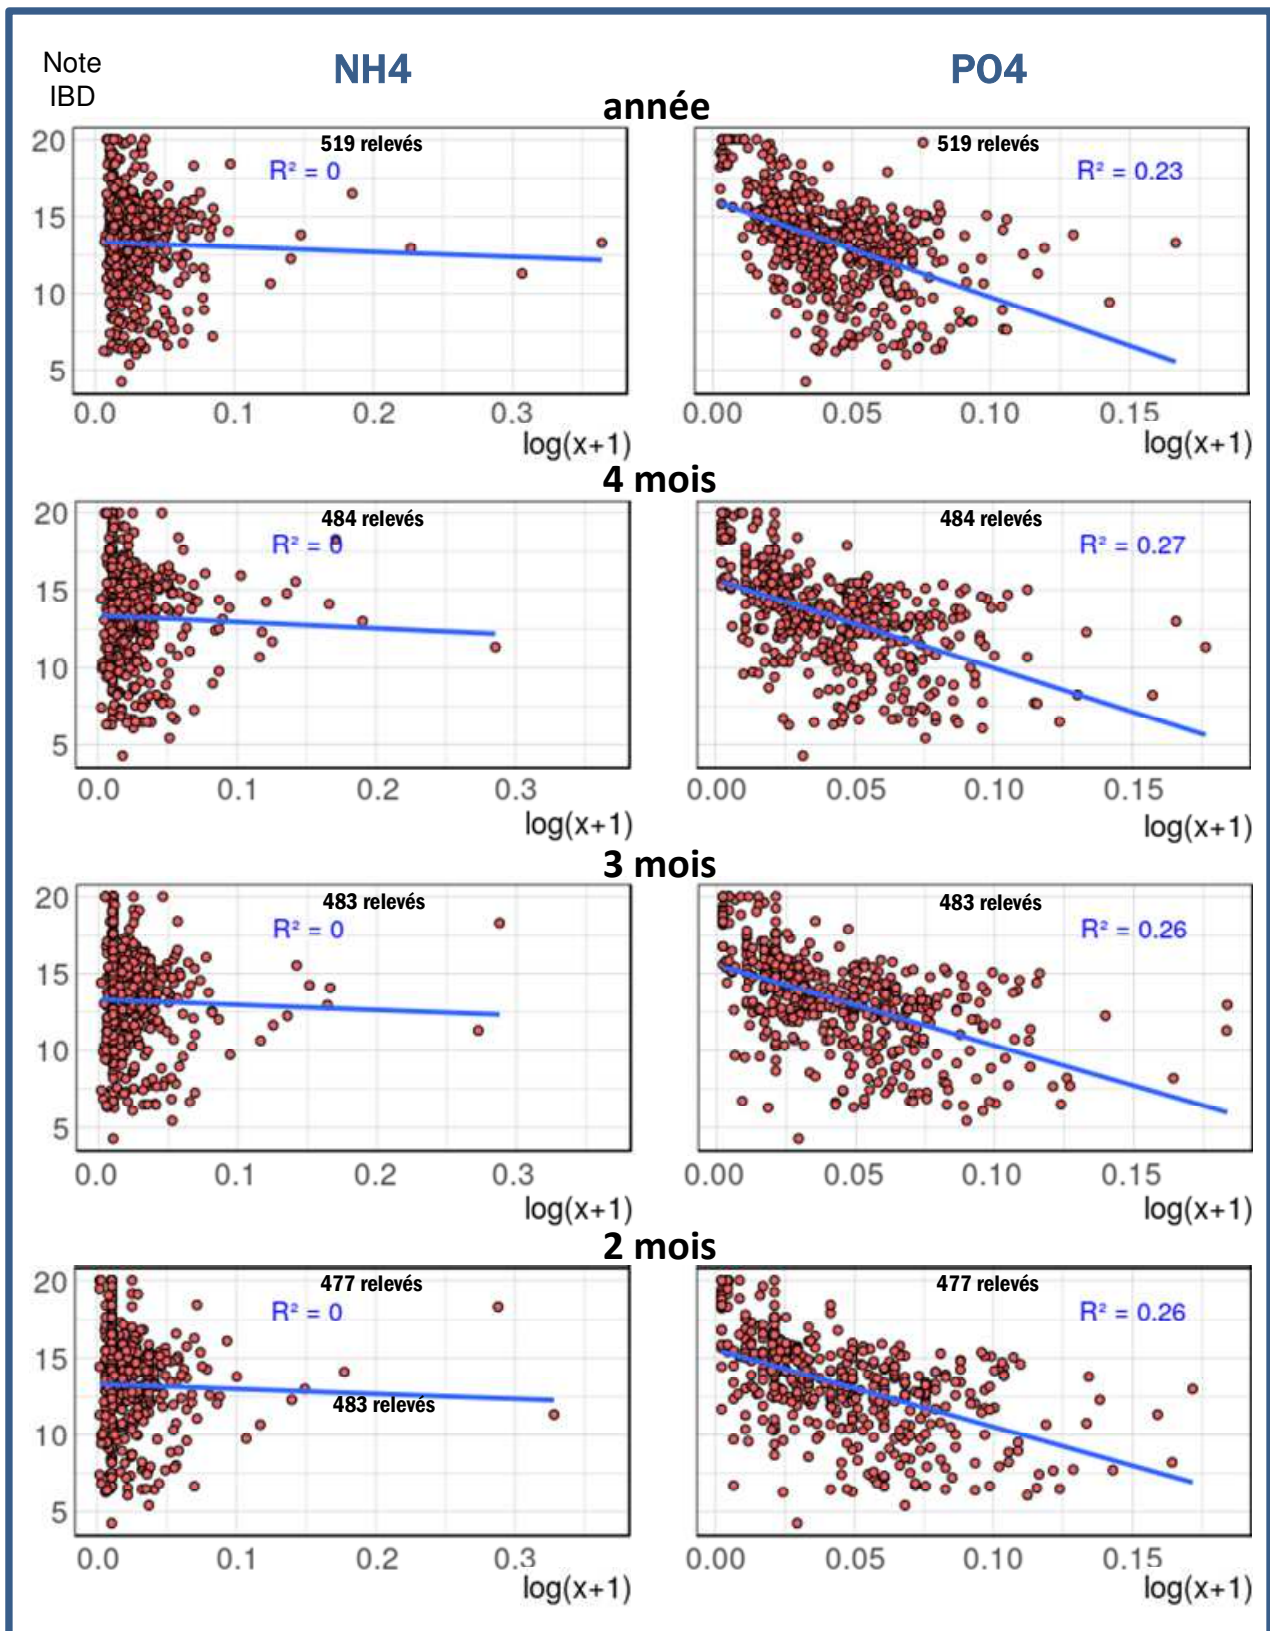 Note
IBD
NH4
PO4
année
20
15
10
5
519 relevés
R² = 0
0.0 0.1 0.2 0.3
log(x+1)
519 relevés
R² = 0.23
0.00 0.05 0.10 0.15
log(x+1)
4 mois
20
15
10
5
484 relevés
R² = 0
0.0 0.1 0.2 0.3
log(x+1)
484 relevés
R² = 0.27
0.00 0.05 0.10 0.15
log(x+1)
3 mois
20
15
10
5
483 relevés
R² = 0
0.0 0.1 0.2 0.3
log(x+1)
483 relevés
R² = 0.26
0.00 0.05 0.10 0.15
log(x+1)
2 mois
20
15
10
5
477 relevés
R² = 0
483 relevés
0.0 0.1 0.2 0.3
log(x+1)
477 relevés
R² = 0.26
0.00 0.05 0.10 0.15
log(x+1)